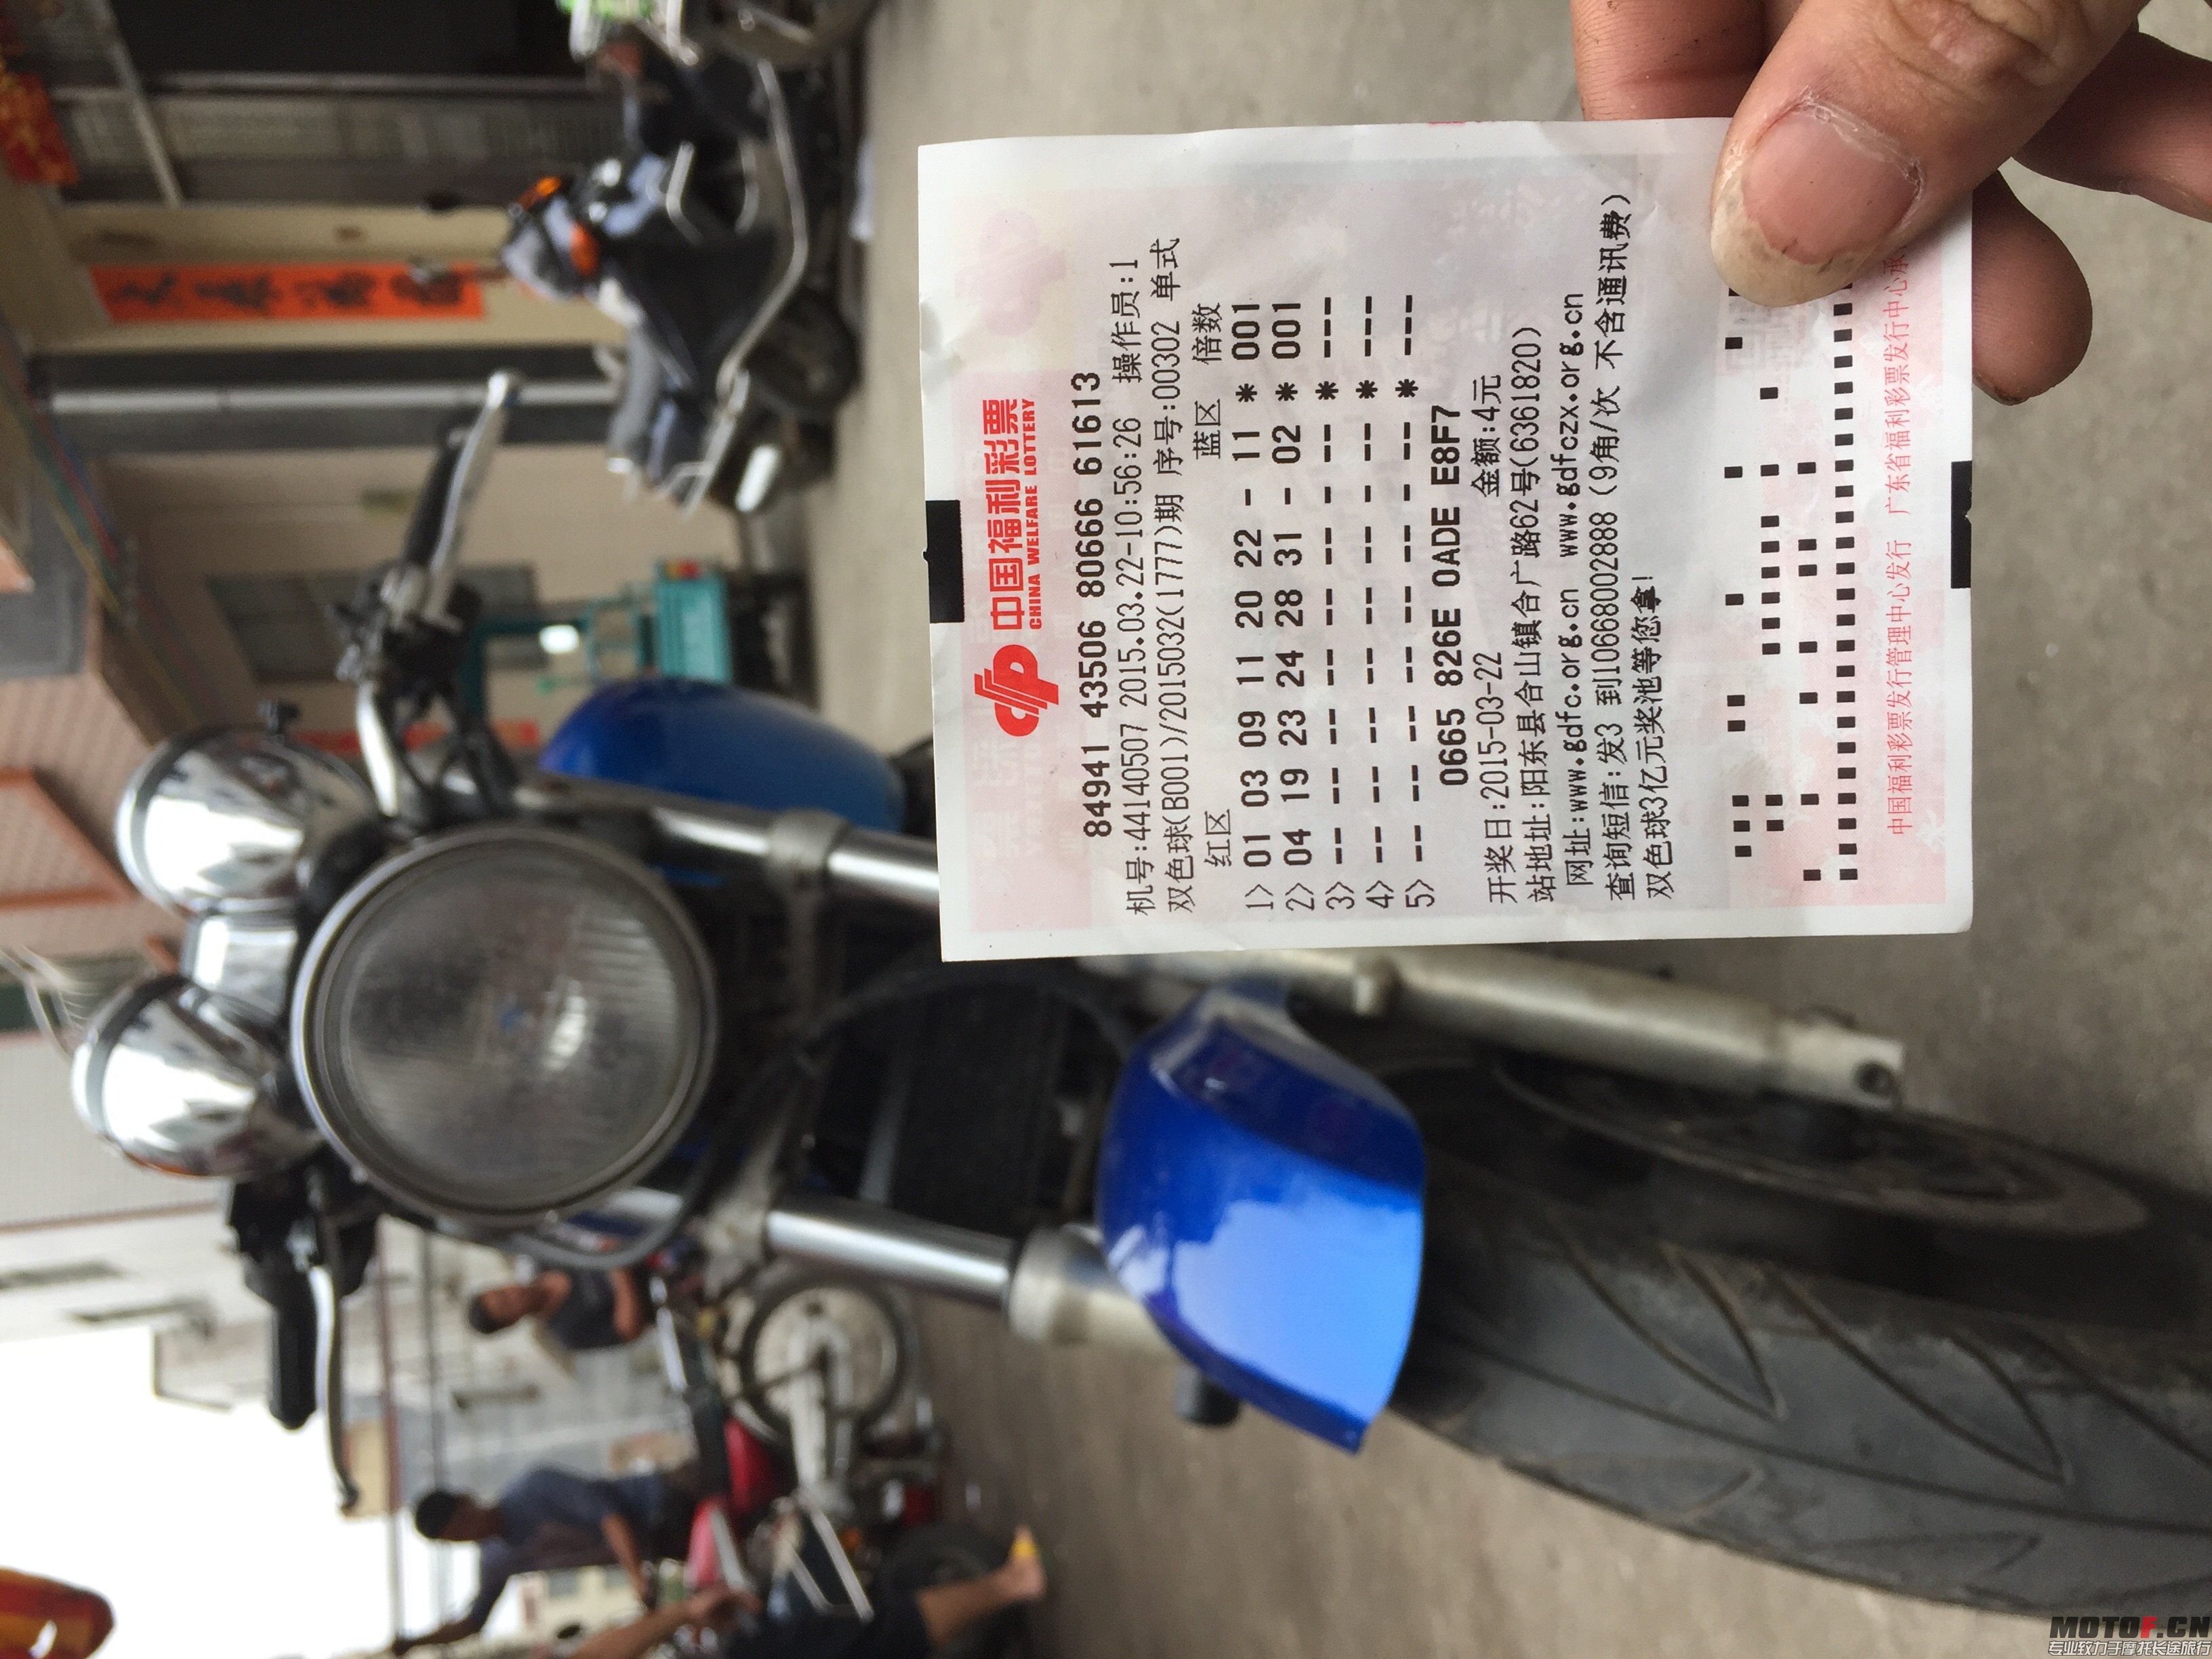 中国福利彩票
CHINA WELFARE LOTTERY
84941 43506 80666 61613
机号:44140507 2015.03.22-10:56:26 操作员:1
双色球(B001)/2015032(1777)期 序号:00302 单式
红区 蓝区 倍数
1> 01 03 09 11 20 22 - 11 * 001
2> 04 19 23 24 28 31 - 02 * 001
3> -- -- -- -- -- -- - -- * ---
4> -- -- -- -- -- -- - -- * ---
5> -- -- -- -- -- -- - -- * ---
0665 826E 0ADE E8F7
开奖日:2015-03-22 金额:4元
站地址:阳东县合山镇合广路62号(6361820)
网址:www.gdfc.org.cn www.gdfczx.org.cn
查询短信:发3 到10668002888 (9角/次 不含通讯费)
双色球3亿元奖池等您拿!
中国福利彩票发行管理中心发行 广东省福利彩票发行中心承
MOTOF.CN
专业致力于摩托长途旅行